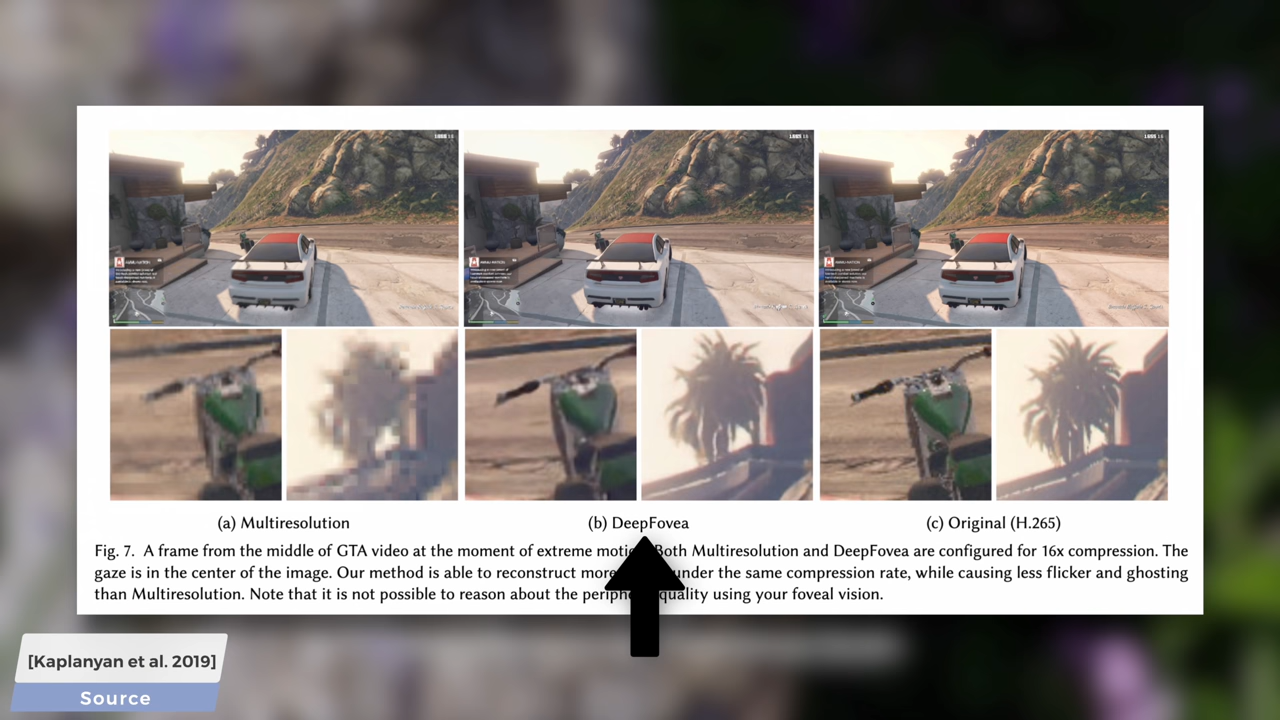 (a) Multiresolution
(b) DeepFovea
(c) Original (H.265)
Fig. 7. A frame from the middle of GTA video at the moment of extreme Both Multiresolution and DeepFovea are configured for 16x compression. The
gaze is in the center of the image. Our method is able to reconstruct more under the same compression rate, while causing less flicker and ghosting
than Multiresolution. Note that it is not possible to reason about the quality using your foveal vision.
[Kaplanyan et al. 2019]
Source